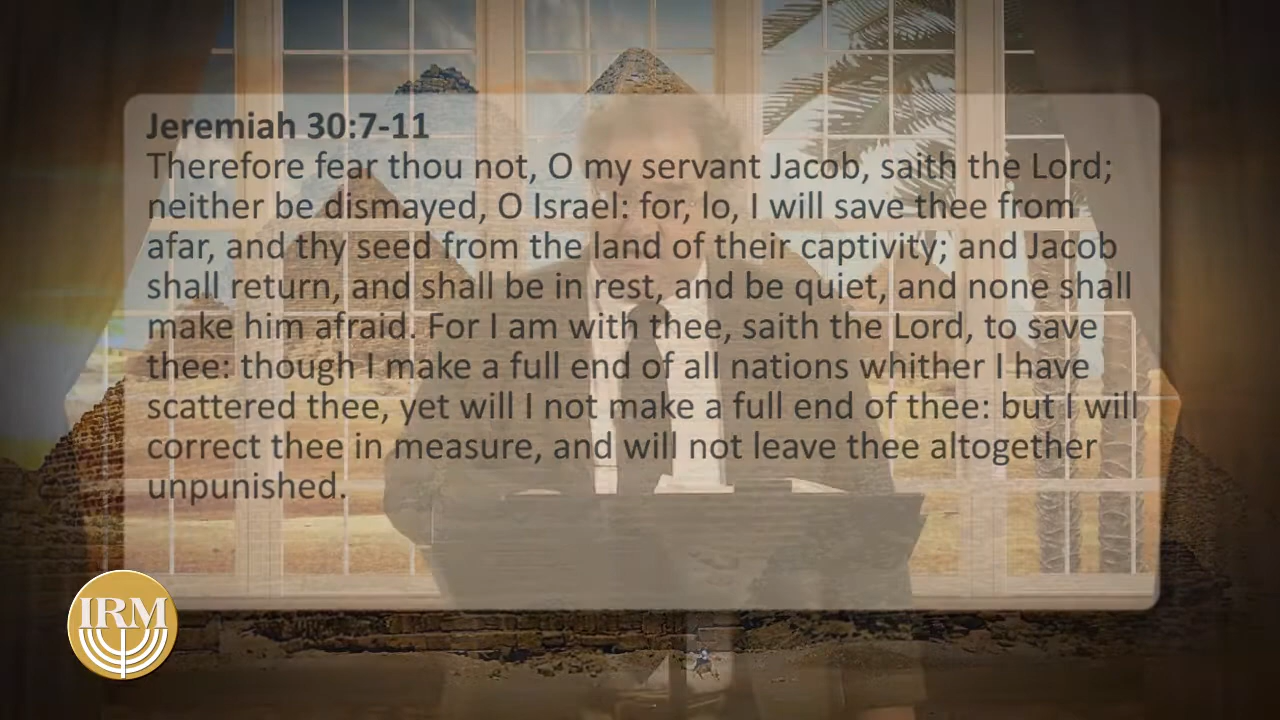 Jeremiah 30:7-11
Therefore fear thou not, O my servant Jacob, saith the Lord;
neither be dismayed, O Israel: for, lo, I will save thee from
afar, and thy seed from the land of their captivity; and Jacob
shall return, and shall be in rest, and be quiet, and none shall
make him afraid. For I am with thee, saith the Lord, to save
thee: though I make a full end of all nations whither I have
scattered thee, yet will I not make a full end of thee: but I will
correct thee in measure, and will not leave thee altogether
unpunished.
IRM